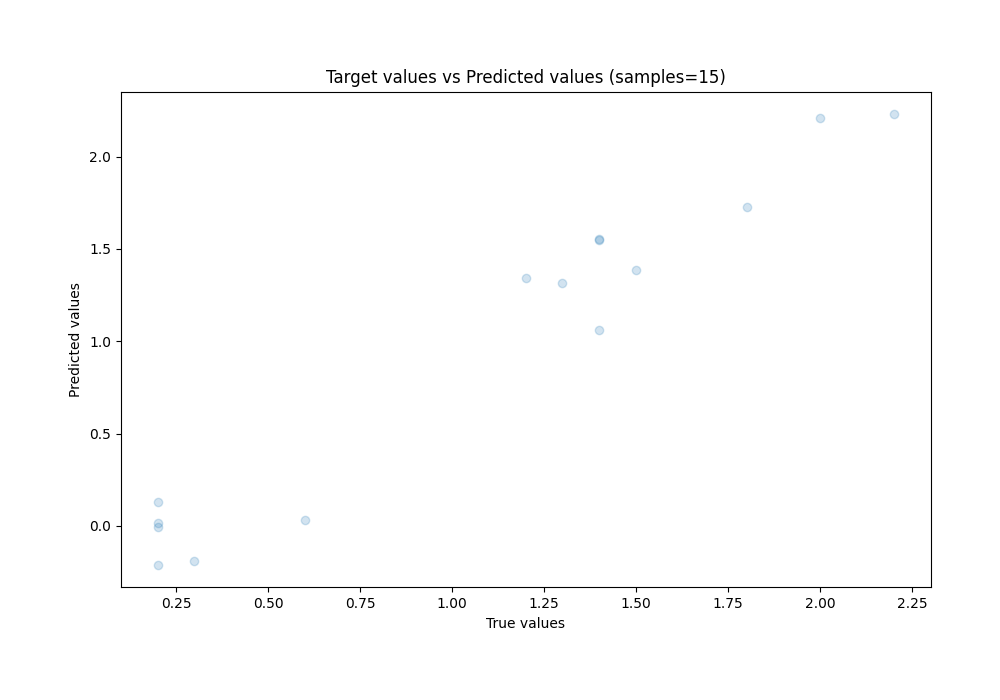 Target values vs Predicted values (samples=15)
Predicted values
2.0
1.5
1.0
0.5
0.0
0.25 0.50 0.75 1.00 1.25 1.50 1.75 2.00 2.25
True values